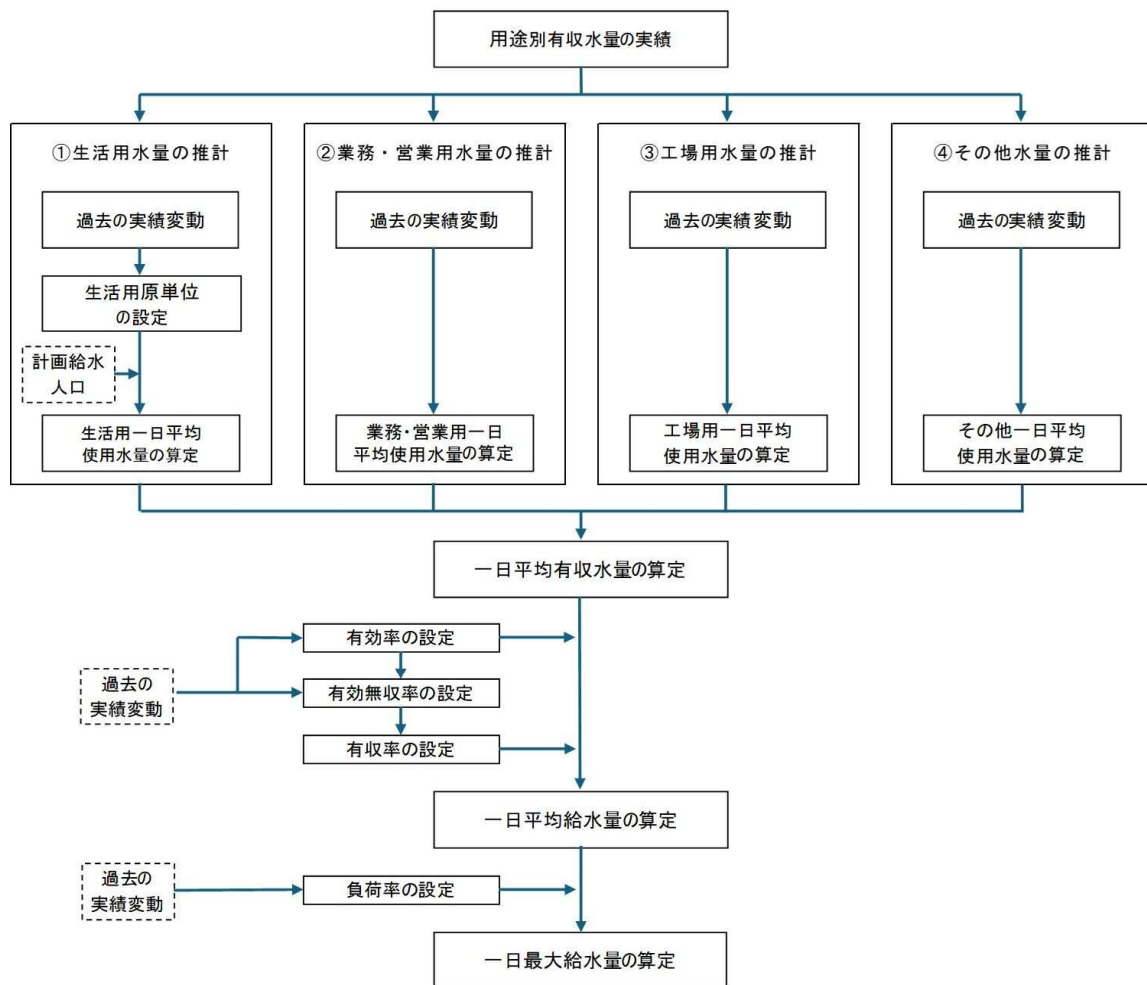 用途別有収水量の実績
①生活用水量の推計
過去の実績変動
生活用原単位
の設定
計画給水
人口
生活用一日平均
使用水量の算定
②業務・営業用水量の推計
過去の実績変動
業務・営業用一日
平均使用水量の算定
③工場用水量の推計
過去の実績変動
工場用一日平均
使用水量の算定
④その他水量の推計
過去の実績変動
その他一日平均
使用水量の算定
一日平均有収水量の算定
有効率の設定
過去の
実績変動
有効無収率の設定
有収率の設定
一日平均給水量の算定
過去の
実績変動
負荷率の設定
一日最大給水量の算定